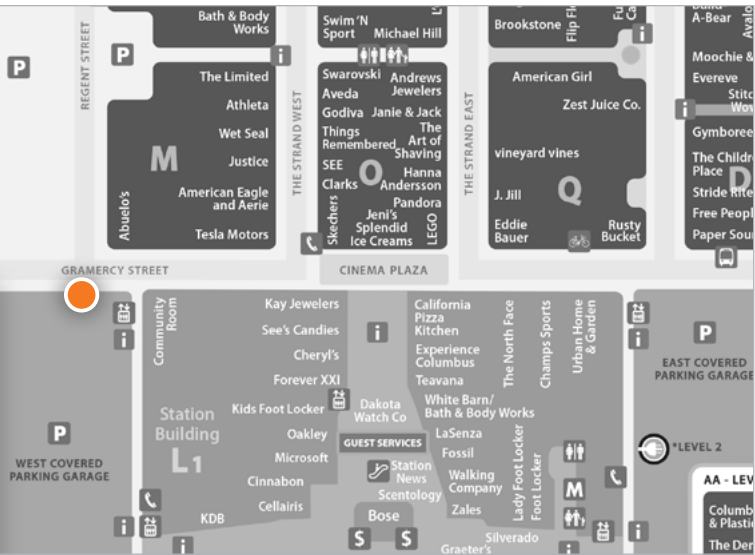 Bath & Body
Works
REGENT STREET
P
P
The Limited
Athleta
Wet Seal
Justice
American Eagle
and Aerie
Tesla Motors
M
Abuelo's
i
THE STRAND WEST
Swim 'N
Sport
Michael Hill
Swarovski
Andrews
Jewelers
Aveda
Godiva
Janie & Jack
Things
Remembered
The
Art of
Shaving
SEE
Clarks
O
Hanna
Andersson
Pandora
Skechers
Jeni's
Splendid
Ice Creams
LEGO
THE STRAND EAST
Brookstone
American Girl
Zest Juice Co.
vineyard vines
J. Jill
Q
Eddie
Bauer
Rusty
Bucket
i
A-Bear
Moochie &
Evereve
i
Gymboree
Place
D
Stride Rite
GRAMERCY STREET
CINEMA PLAZA
i
Community
Room
Kay Jewelers
See's Candies
Cheryl's
Forever XXI
Kids Foot Locker
Oakley
Microsoft
Cinnabon
Cellairis
KDB
Station
Building
L1
P
WEST COVERED
PARKING GARAGE
i
i
i
Dakota
Watch Co
GUEST SERVICES
Station
News
Scentology
Bose
$
$
California
Pizza
Kitchen
Experience
Columbus
Teavana
White Barn/
Bath & Body Works
LaSenza
Fossil
Walking
Company
Zales
The North Face
Champs Sports
Urban Home
& Garden
Lady Foot Locker
Foot Locker
M
Silverado
Graeter's
i
i
P
EAST COVERED
PARKING GARAGE
*LEVEL 2
i
AA - LEV
Columb
& Plasti
The Der